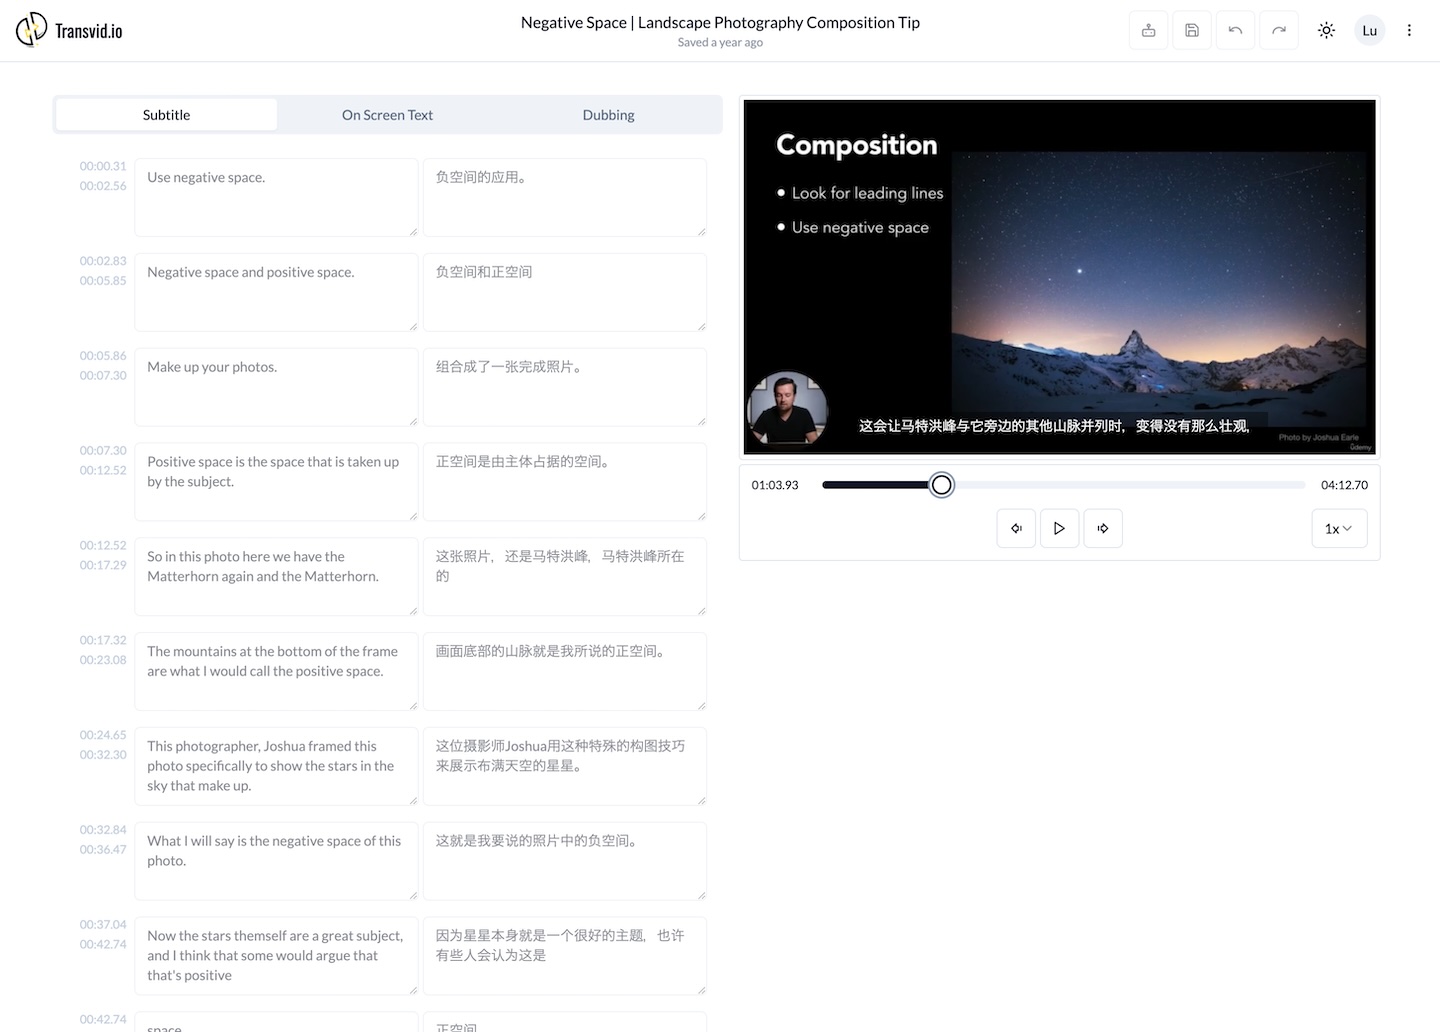 Transvid.io
Negative Space | Landscape Photography Composition Tip
Saved a year ago
Lu
Subtitle
On Screen Text
Dubbing
00:00.31
00:02.56
Use negative space.
负空间的应用。
00:02.83
00:05.85
Negative space and positive space.
负空间和正空间
00:05.86
00:07.30
Make up your photos.
组合成了一张完成照片。
00:07.30
00:12.52
Positive space is the space that is taken up
by the subject.
正空间是由主体占据的空间。
00:12.52
00:17.29
So in this photo here we have the
Matterhorn again and the Matterhorn.
这张照片，还是马特洪峰，马特洪峰所在
的
00:17.32
00:23.08
The mountains at the bottom of the frame
are what I would call the positive space.
画面底部的山脉就是我所说的正空间。
00:24.65
00:32.30
This photographer, Joshua framed this
photo specifically to show the stars in the
sky that make up.
这位摄影师Joshua用这种特殊的构图技巧
来展示布满天空的星星。
00:32.84
00:36.47
What I will say is the negative space of this
photo.
这就是我要说的照片中的负空间。
00:37.04
00:42.74
Now the stars themself are a great subject,
and I think that some would argue that
that's positive
因为星星本身就是一个很好的主题，也许
有些人会认为这是
00:42.74
space
正空间
Composition
• Look for leading lines
• Use negative space
这会让马特洪峰与它旁边的其他山脉并列时，变得没有那么壮观，
Photo by Joshua Earle
ûdemy
01:03.93
04:12.70
1x